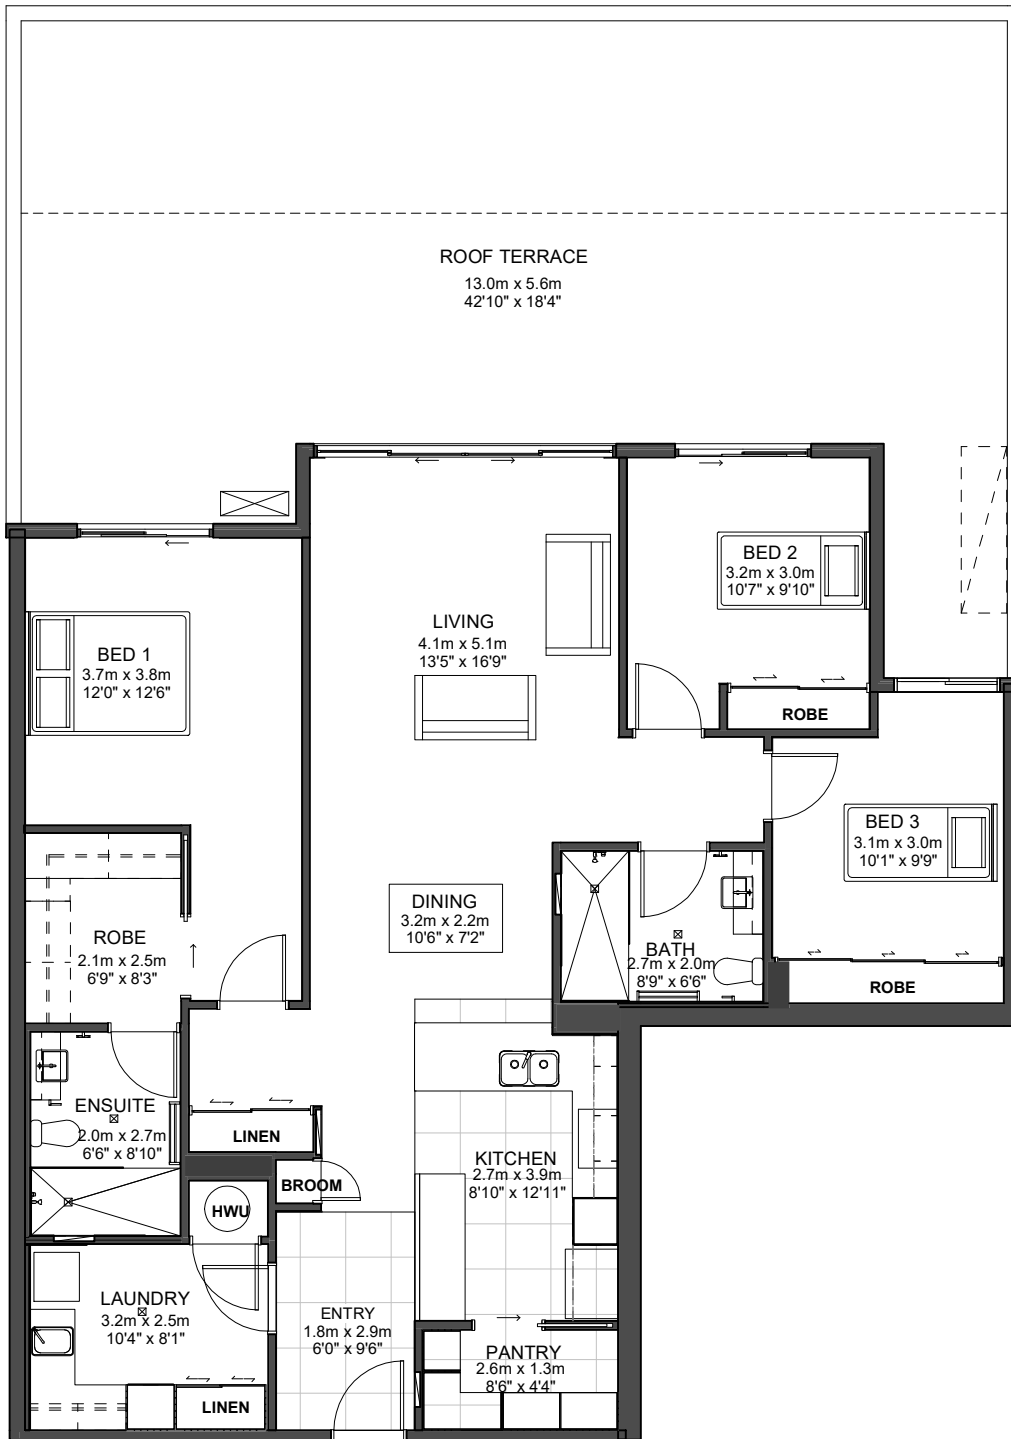 ROOF TERRACE
13.0m x 5.6m
42'10" x 18'4"
BED 2
3.2m x 3.0m
10'7" x 9'10"
LIVING
4.1m x 5.1m
13'5" x 16'9"
BED 1
3.7m x 3.8m
12'0" x 12'6"
ROBE
BED 3
3.1m x 3.0m
10'1" x 9'9"
DINING
3.2m x 2.2m
10'6" x 7'2"
ROBE
2.1m x 2.5m
6'9" x 8'3"
BATH
2.7m x 2.0m
8'9" x 6'6"
ROBE
ENSUITE
2.0m x 2.7m
6'6" x 8'10"
LINEN
KITCHEN
2.7m x 3.9m
8'10" x 12'11"
BROOM
HWU
LAUNDRY
3.2m x 2.5m
10'4" x 8'1"
ENTRY
1.8m x 2.9m
6'0" x 9'6"
PANTRY
2.6m x 1.3m
8'6" x 4'4"
LINEN